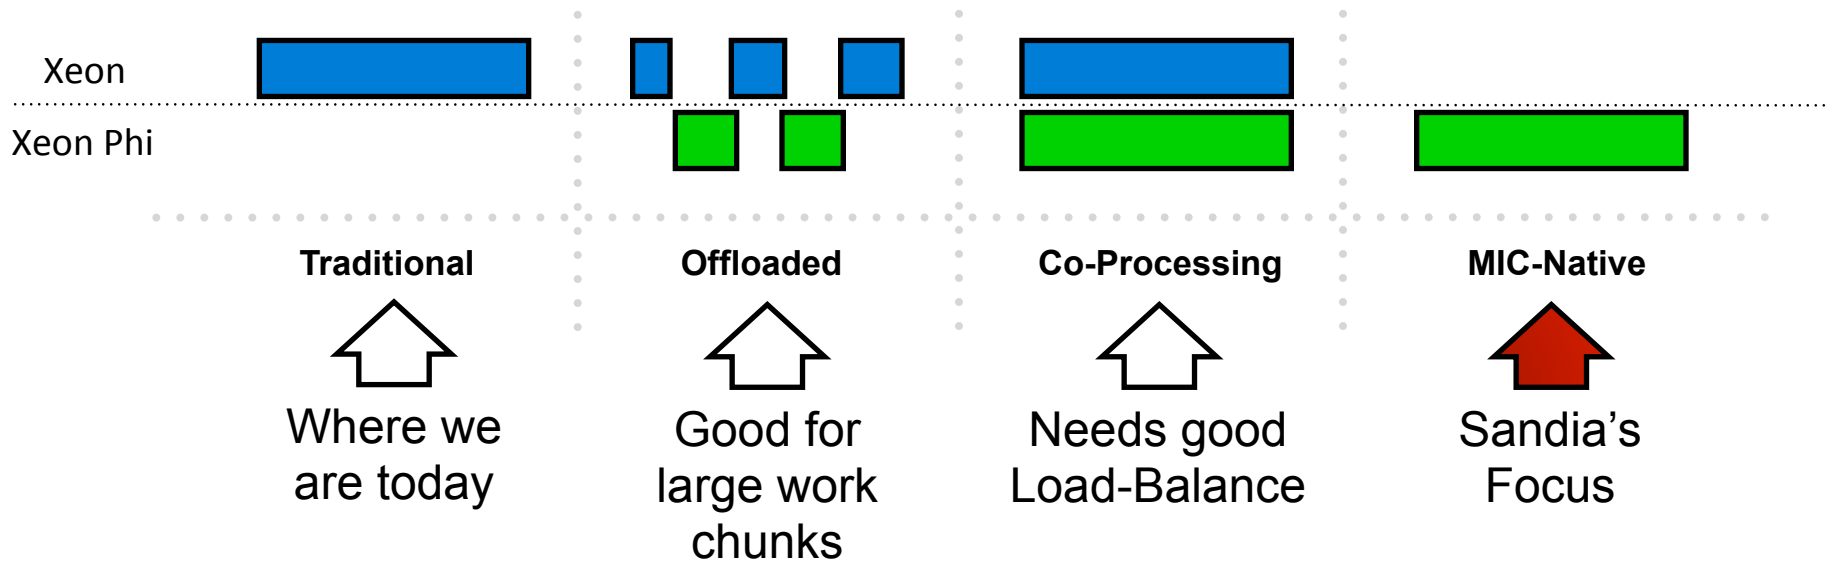 Xeon
Xeon Phi
Traditional
Offloaded
Co-Processing
MIC-Native
Where we
are today
Good for
large work
chunks
Needs good
Load-Balance
Sandia’s
Focus